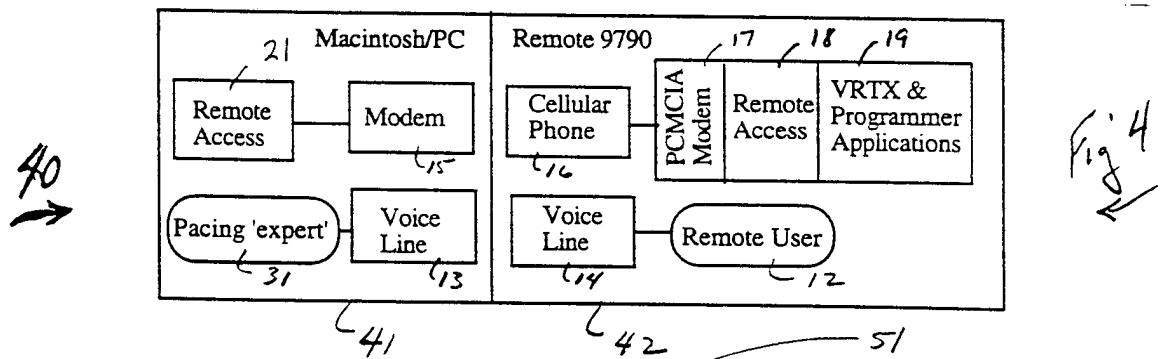 Macintosh/PC
Remote 9790
21
17
18
19
Remote
Access
Modem
15
Cellular
Phone
16
PCMCIA
Modem
Remote
Access
VRTX &
Programmer
Applications
40
Fig 4
Pacing 'expert'
31
Voice
Line
13
Voice
Line
14
Remote User
12
41
42
51